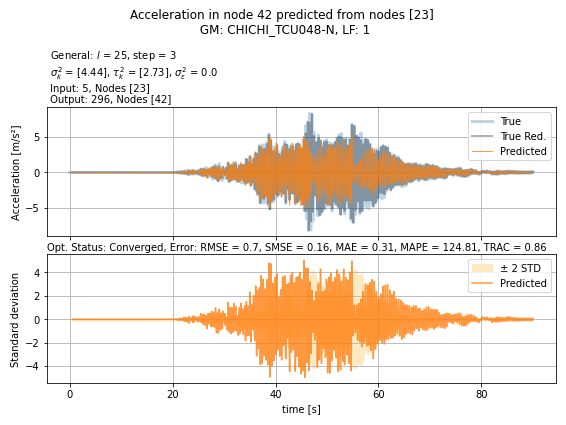 Acceleration in node 42 predicted from nodes [23]
GM: CHICHI_TCU048-N, LF: 1
General: l = 25, step = 3
σ²ₖ = [4.44], τ²ₖ = [2.73], σ²ε = 0.0
Input: 5, Nodes [23]
Output: 296, Nodes [42]
Acceleration [m/s²]
5
0
−5
True
True Red.
Predicted
Opt. Status: Converged, Error: RMSE = 0.7, SMSE = 0.16, MAE = 0.31, MAPE = 124.81, TRAC = 0.86
Standard deviation
4
2
0
−2
−4
± 2 STD
Predicted
0 20 40 60 80
time [s]